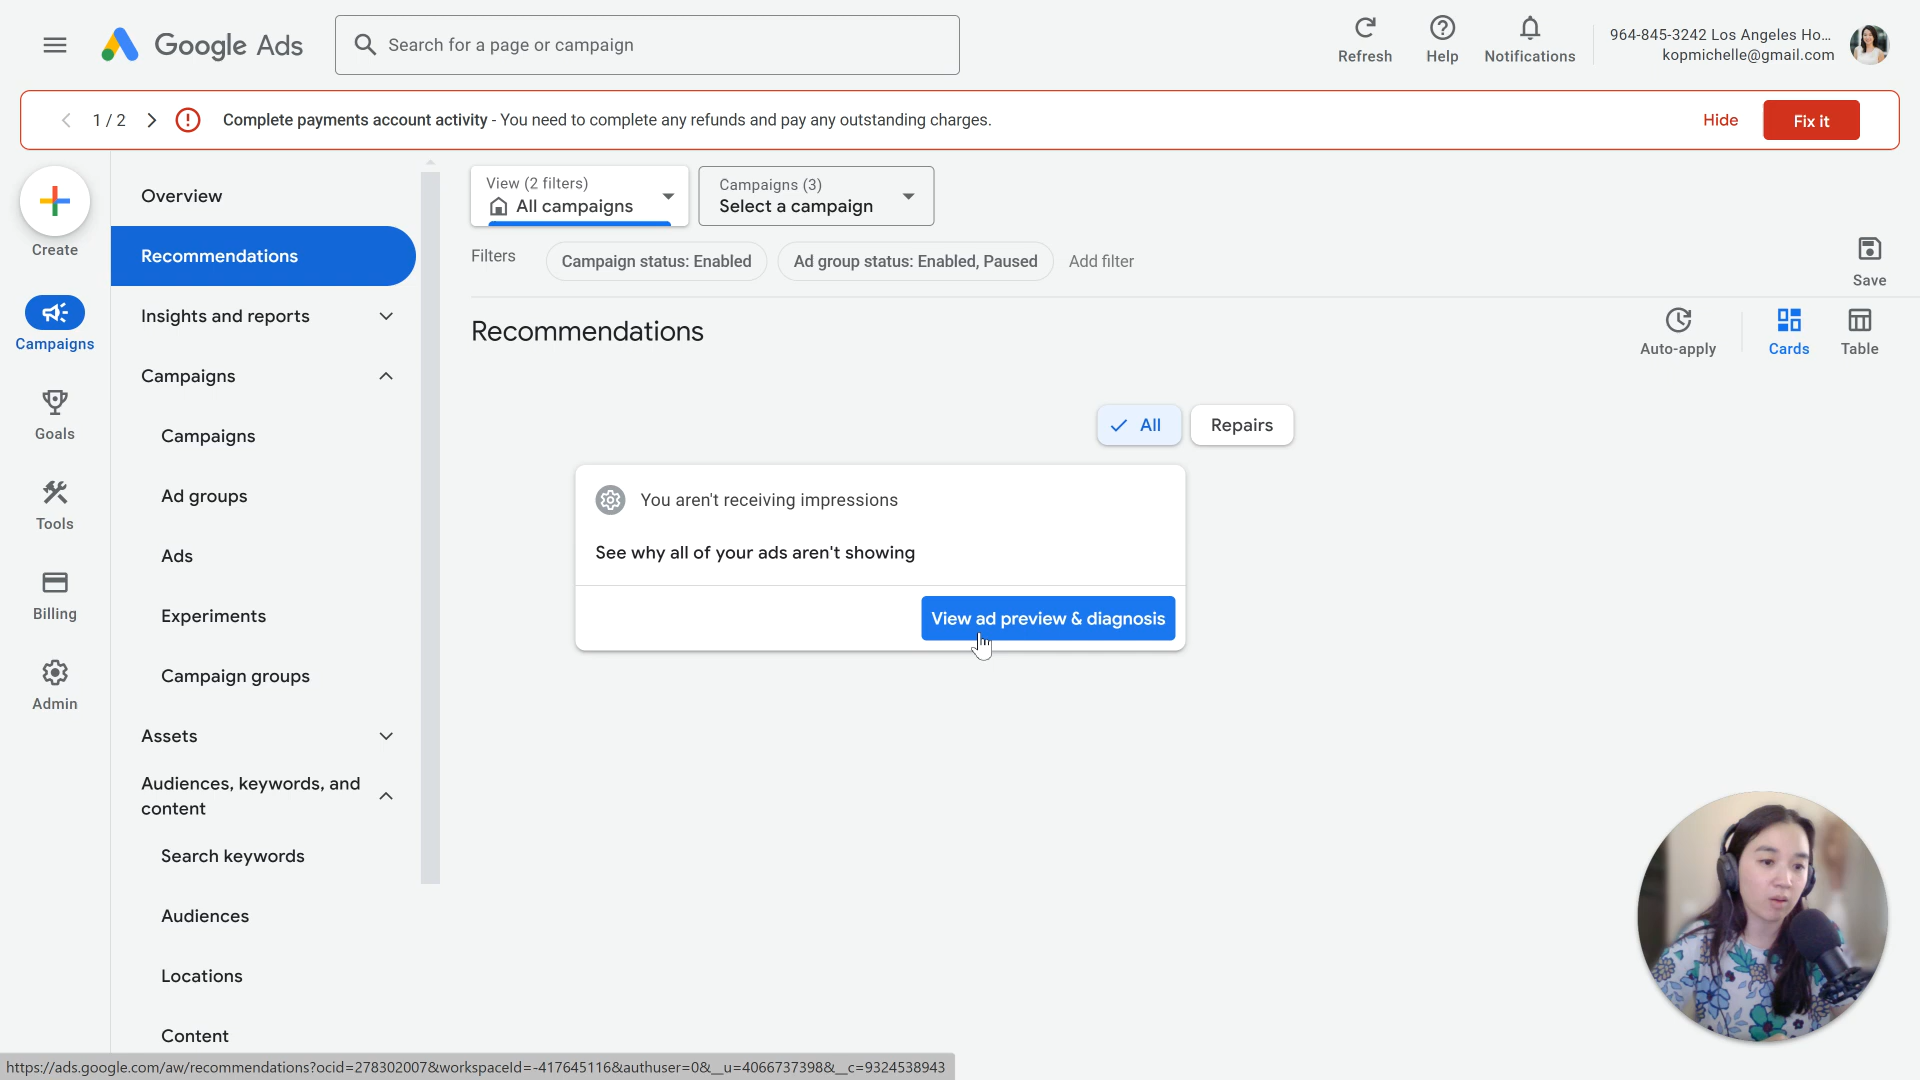 Google Ads
Search for a page or campaign
Refresh
Help
Notifications
964-845-3242 Los Angeles Ho...
kopmichelle@gmail.com
1 / 2
Complete payments account activity - You need to complete any refunds and pay any outstanding charges.
Hide
Fix it
Create
Campaigns
Goals
Tools
Billing
Admin
Overview
Recommendations
Insights and reports
Campaigns
Campaigns
Ad groups
Ads
Experiments
Campaign groups
Assets
Audiences, keywords, and
content
Search keywords
Audiences
Locations
Content
View (2 filters)
All campaigns
Campaigns (3)
Select a campaign
Filters
Campaign status: Enabled
Ad group status: Enabled, Paused
Add filter
Save
Recommendations
Auto-apply
Cards
Table
All
Repairs
You aren't receiving impressions
See why all of your ads aren't showing
View ad preview & diagnosis
https://ads.google.com/aw/recommendations?ocid=278302007&workspaceId=-417645116&authuser=0&__u=4066737398&__c=9324538943